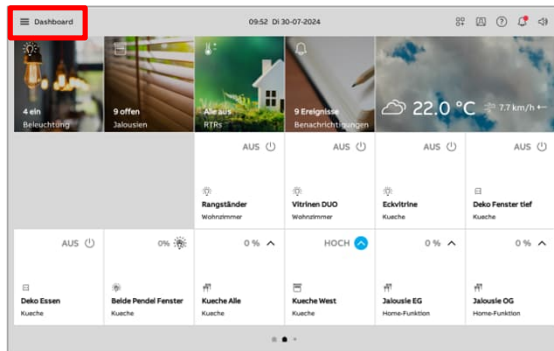 Dashboard
09:52 Di 30-07-2024
4 ein
Beleuchtung
9 offen
Jalousien
Alle aus
RTRs
9 Ereignisse
Benachrichtigungen
22.0 °C
7.7 km/h
AUS
Rangständer
Wohnzimmer
AUS
Vitrinen DUO
Wohnzimmer
AUS
Eckvitrine
Kueche
AUS
Deko Fenster tief
Kueche
AUS
Deko Essen
Kueche
0%
Beide Pendel Fenster
Kueche
0 %
Kueche Alle
Kueche
HOCH
Kueche West
Kueche
0 %
Jalousie EG
Home-Funktion
0 %
Jalousie OG
Home-Funktion